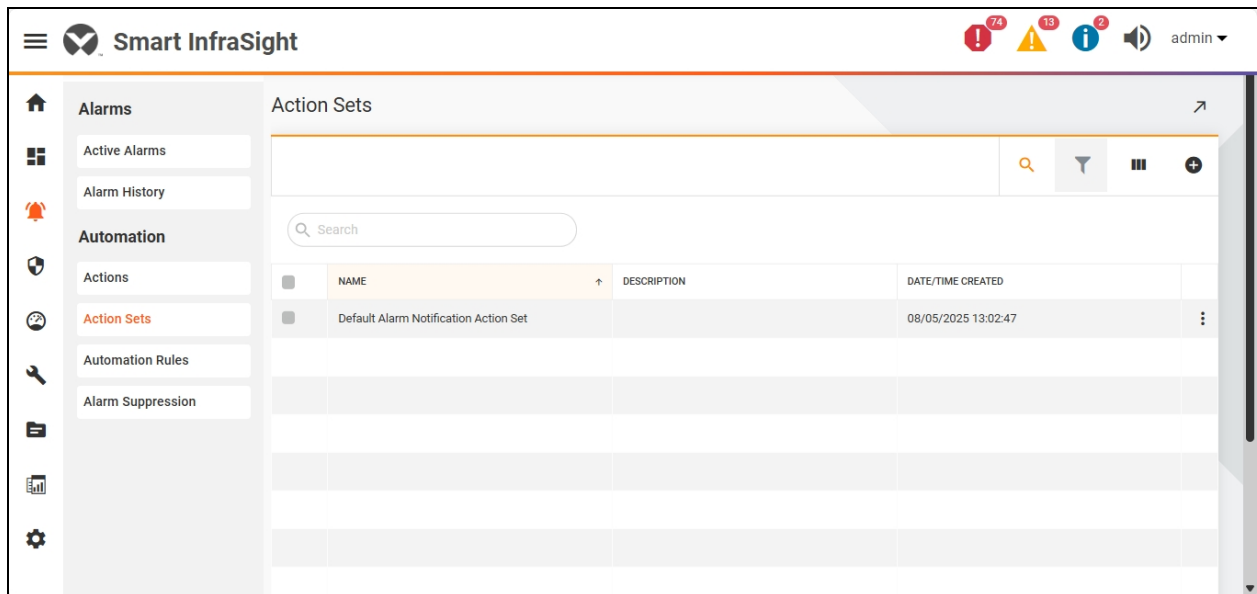 74
13
2
Smart InfraSight
admin
Alarms
Active Alarms
Alarm History
Automation
Actions
Action Sets
Automation Rules
Alarm Suppression
Action Sets
Search
NAME DESCRIPTION DATE/TIME CREATED
Default Alarm Notification Action Set 08/05/2025 13:02:47